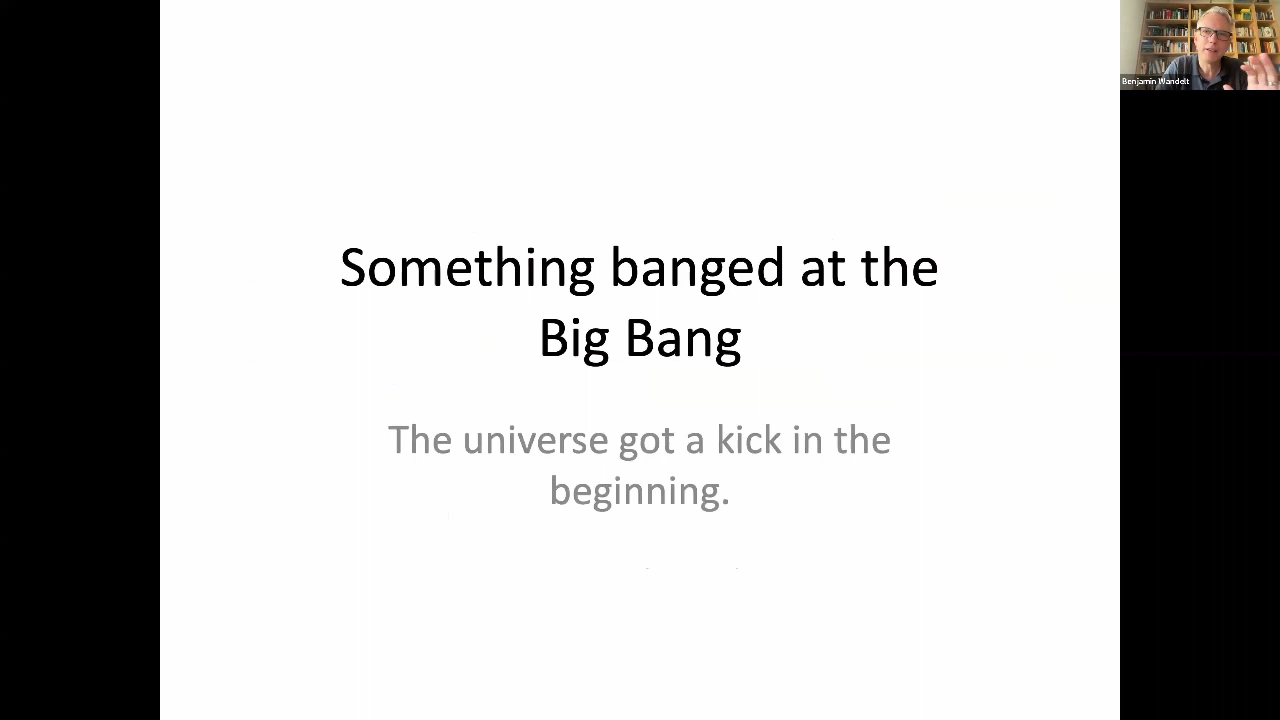 Benjamin Wandelt
Something banged at the
Big Bang
The universe got a kick in the
beginning.